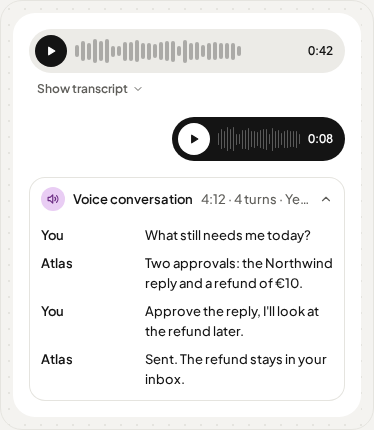 0:42
Show transcript
0:08
Voice conversation 4:12 · 4 turns · Ye...
You What still needs me today?
Atlas Two approvals: the Northwind
reply and a refund of €10.
You Approve the reply, I'll look at
the refund later.
Atlas Sent. The refund stays in your
inbox.